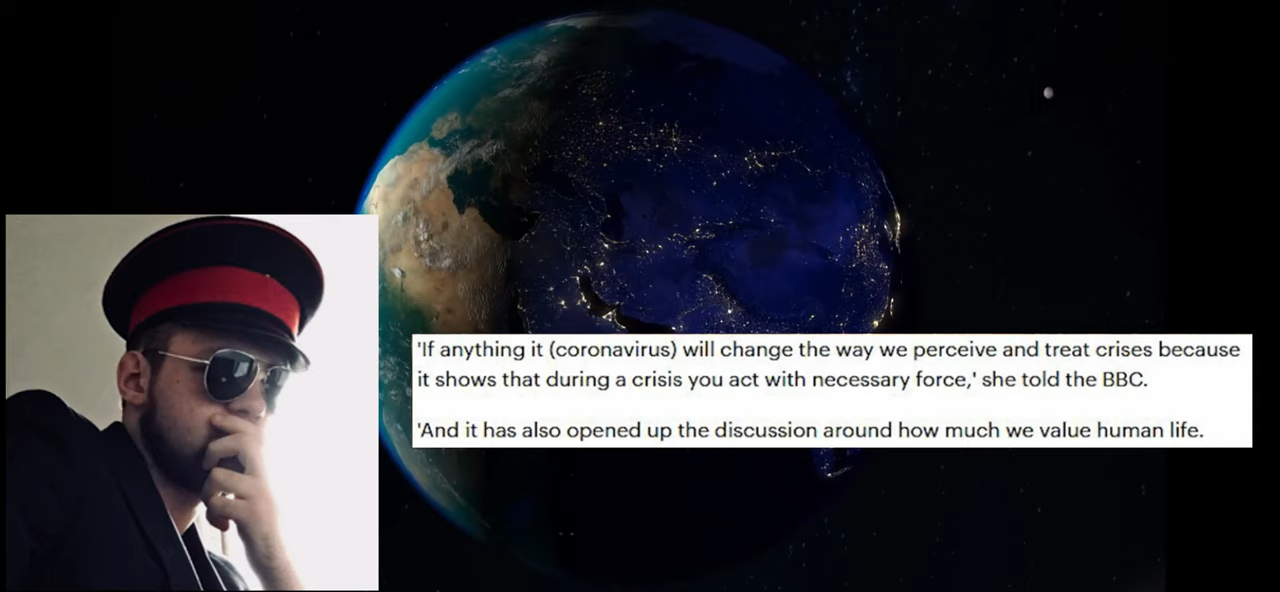 'If anything it (coronavirus) will change the way we perceive and treat crises because
it shows that during a crisis you act with necessary force,' she told the BBC.
'And it has also opened up the discussion around how much we value human life.